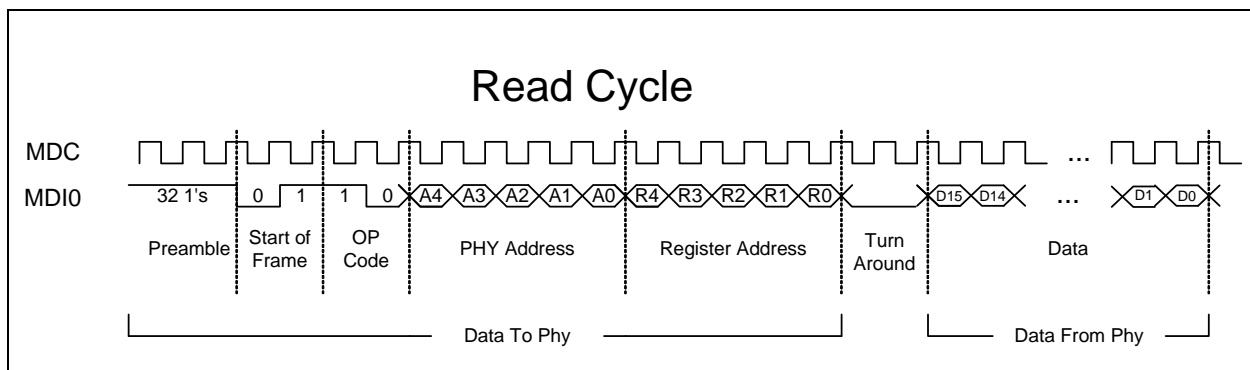 Read Cycle
MDC
...
MDI0
32 1's
0
1
1
0
A4
A3
A2
A1
A0
R4
R3
R2
R1
R0
D15
D14
...
D1
D0
Preamble
Start of
Frame
OP
Code
PHY Address
Register Address
Turn
Around
Data
Data To Phy
Data From Phy